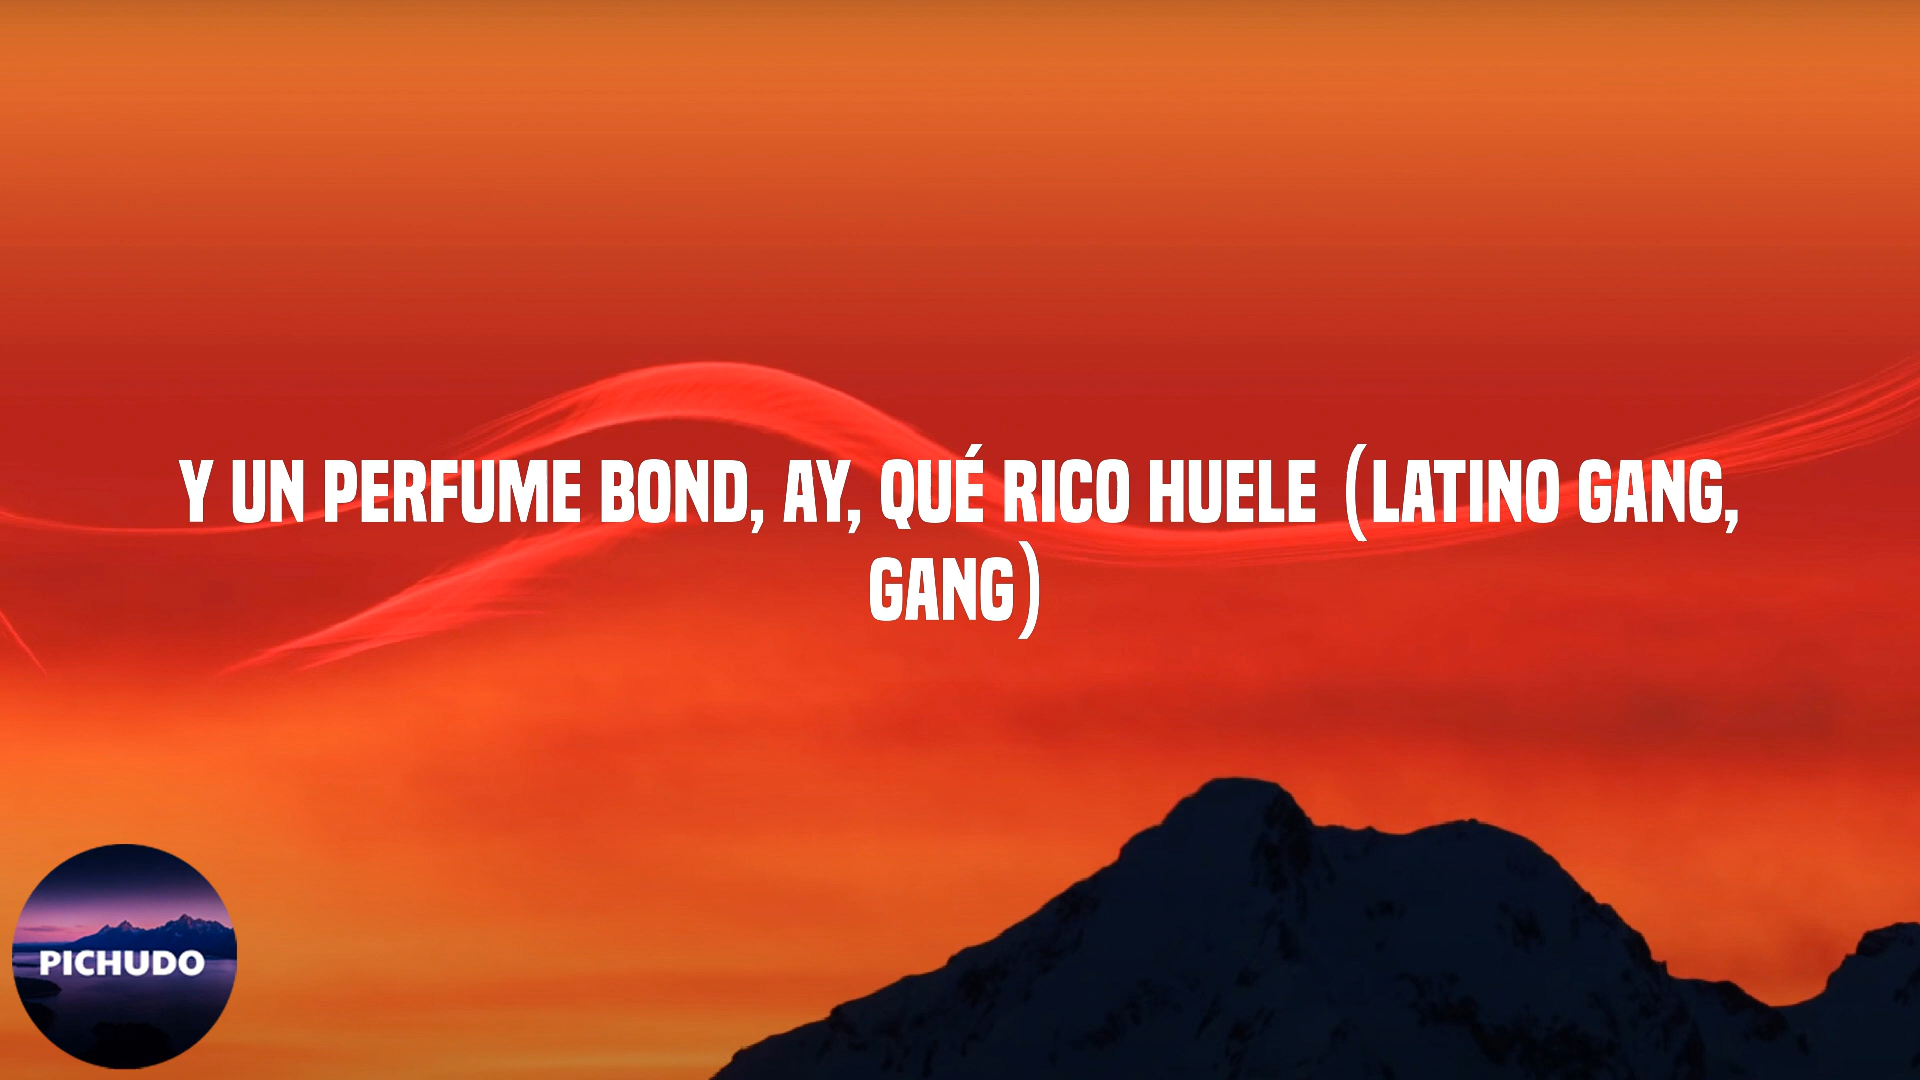 Y UN PERFUME BOND, AY, QUÉ RICO HUELE (LATINO GANG,
GANG)
PICHUDO